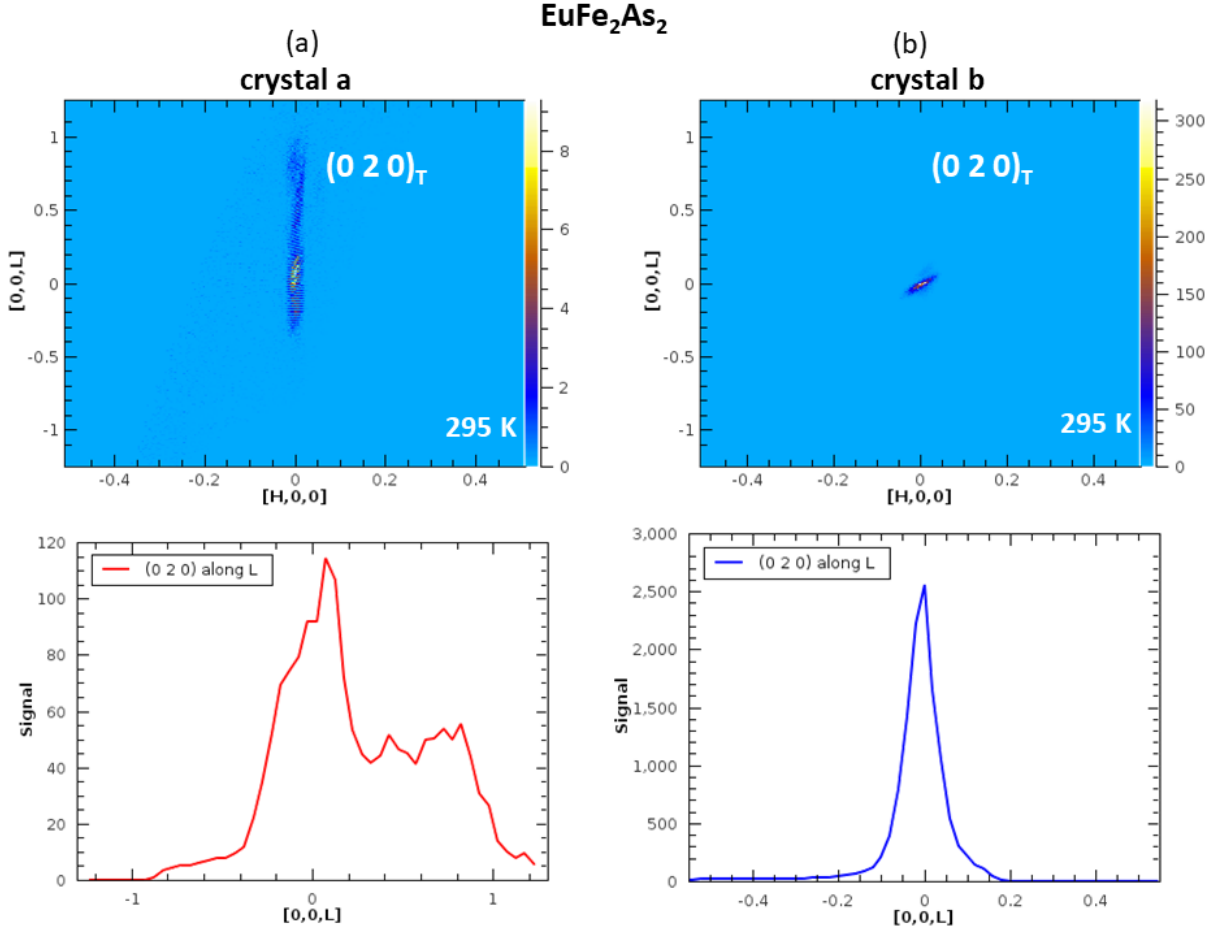 EuFe₂As₂
(a)
crystal a
(0 2 0)T
295 K
[0,0,L]
1
0.5
0
-0.5
-1
-0.4 -0.2 0 0.2 0.4
[H,0,0]
8
6
4
2
0
(b)
crystal b
(0 2 0)T
295 K
[0,0,L]
1
0.5
0
-0.5
-1
-0.4 -0.2 0 0.2 0.4
[H,0,0]
300
250
200
150
100
50
0
(0 2 0) along L
Signal
120
100
80
60
40
20
0
-1 0 1
[0,0,L]
(0 2 0) along L
Signal
3,000
2,500
2,000
1,500
1,000
500
0
-0.4 -0.2 0 0.2 0.4
[0,0,L]